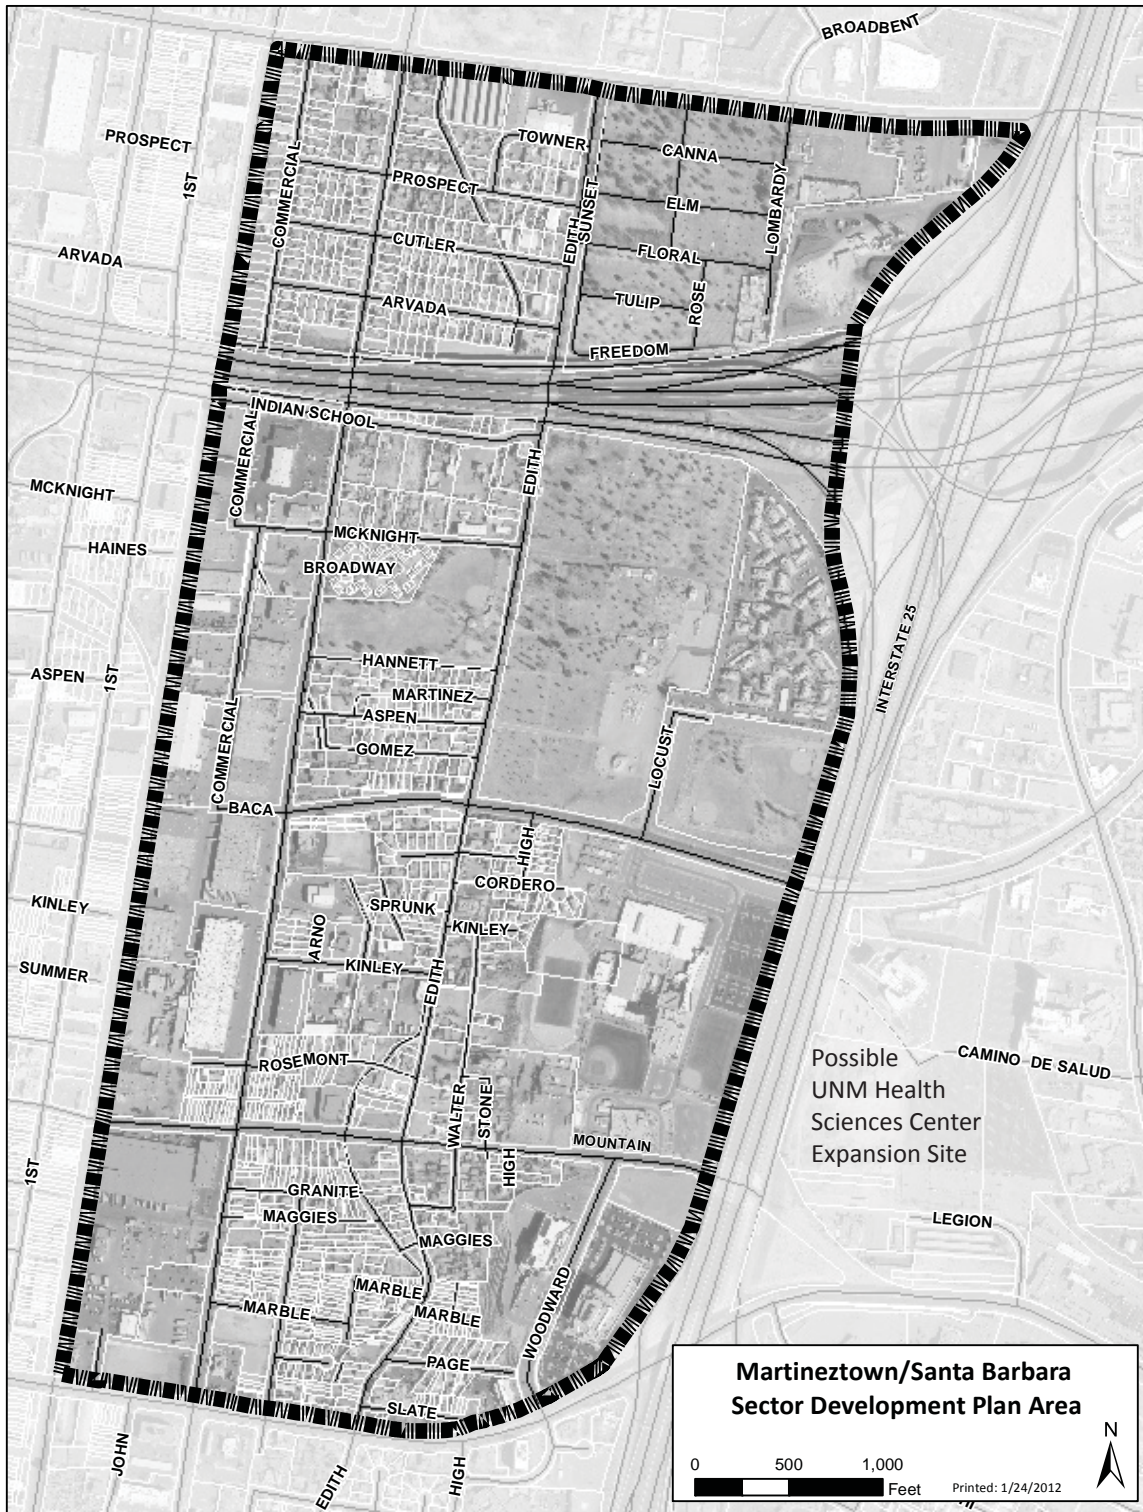 BROADBENT
PROSPECT
1ST
COMMERCIAL
TOWNER
CANNA
PROSPECT
ELM
SUNSET
EDITH
LOMBARDY
ARVADA
CUTLER
FLORAL
ARVADA
TULIP
ROSE
FREEDOM
INDIAN SCHOOL
COMMERCIAL
EDITH
MCKNIGHT
MCKNIGHT
HAINES
BROADWAY
INTERSTATE 25
HANNETT
ASPEN
1ST
MARTINEZ
ASPEN
GOMEZ
COMMERCIAL
LOCUST
BACA
HIGH
CORDERO
KINLEY
SPRUNK
KINLEY
ARNO
KINLEY
EDITH
SUMMER
ROSEMONT
Possible
UNM Health
Sciences Center
Expansion Site
CAMINO DE SALUD
WALTER
STONE
MOUNTAIN
HIGH
1ST
GRANITE
MAGGIES
MAGGIES
LEGION
MARBLE
MARBLE
MARBLE
WOODWARD
PAGE
SLATE
JOHN
EDITH
HIGH
Martineztown/Santa Barbara
Sector Development Plan Area
N
0 500 1,000
Feet
Printed: 1/24/2012